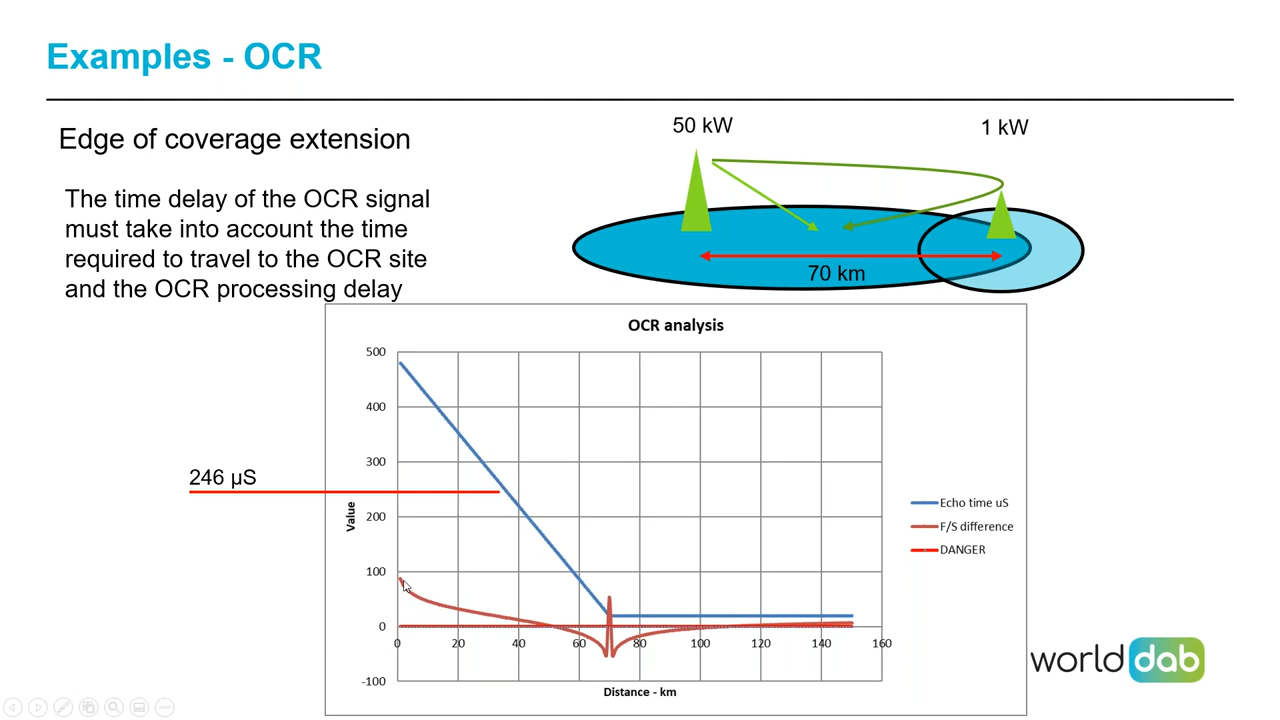 Examples - OCR
Edge of coverage extension
The time delay of the OCR signal
must take into account the time
required to travel to the OCR site
and the OCR processing delay
50 kW
1 kW
70 km
OCR analysis
246 µS
Value
500
400
300
200
100
0
-100
0 20 40 60 80 100 120 140 160
Distance - km
Echo time uS
F/S difference
DANGER
world dab